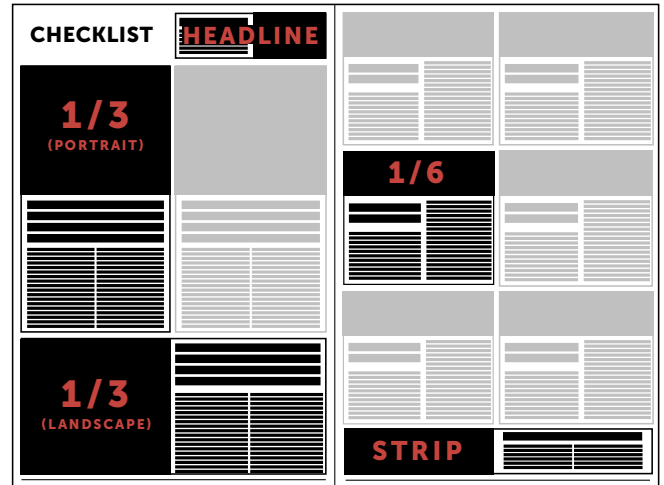 CHECKLIST
HEADLINE
1/3
(PORTRAIT)
1/3
(LANDSCAPE)
1/6
STRIP